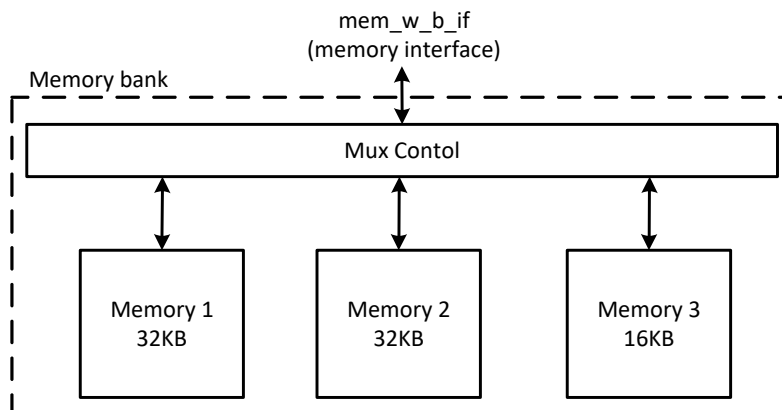 mem_w_b_if
(memory interface)
Memory bank
Mux Contol
Memory 1
32KB
Memory 2
32KB
Memory 3
16KB